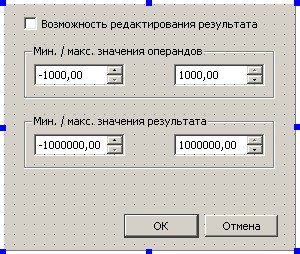 Возможность редактирования результата
Мин. / макс. значения операндов
-1000,00 1000,00
Мин. / макс. значения результата
-1000000,00 1000000,00
OK Отмена